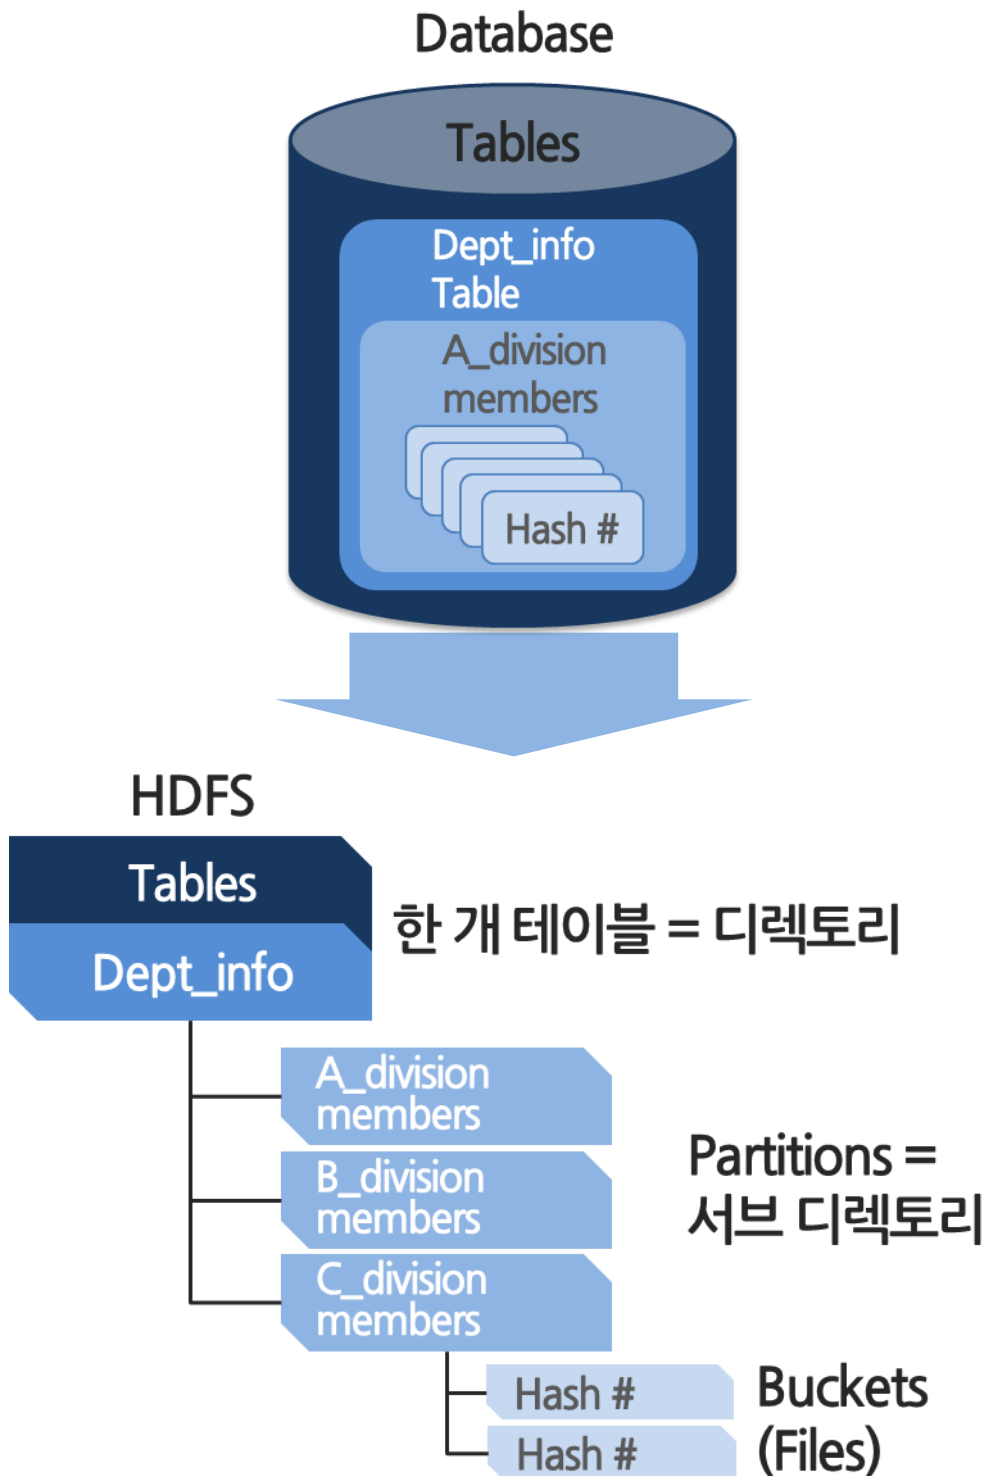 Database
Tables
Dept_info
Table
A_division
members
Hash #
HDFS
Tables
한 개 테이블 = 디렉토리
Dept_info
A_division
members
B_division
members
Partitions =
서브 디렉토리
C_division
members
Hash #
Hash #
Buckets
(Files)